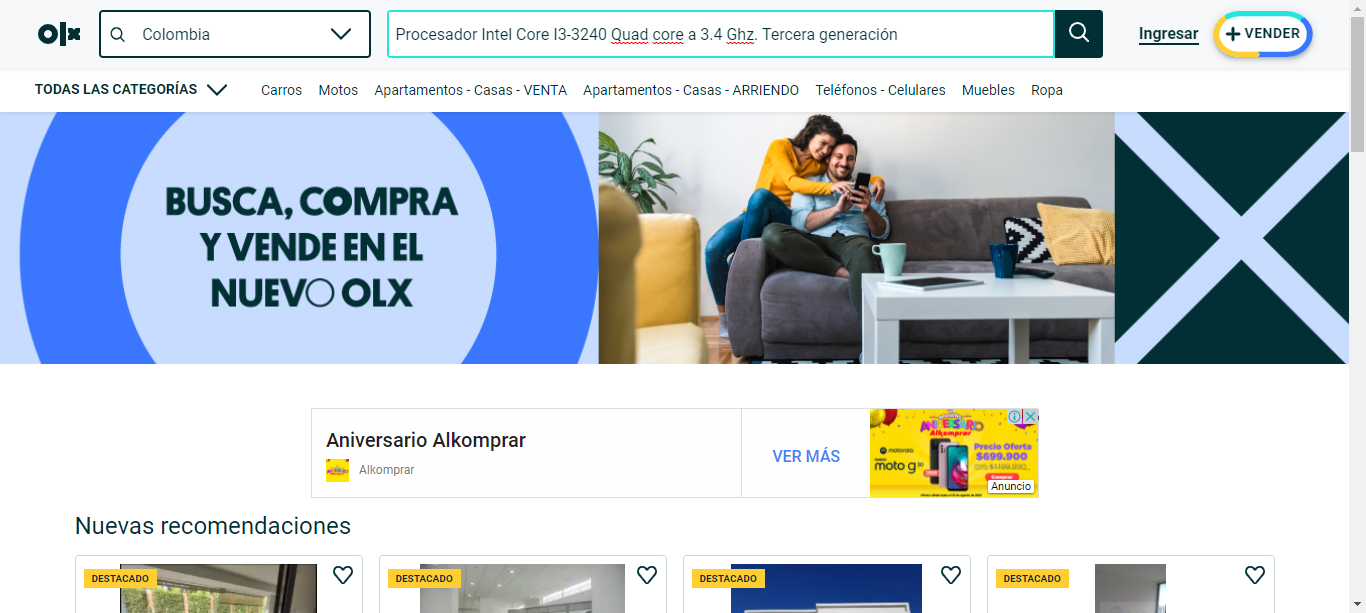 olx
Colombia
Procesador Intel Core I3-3240 Quad core a 3.4 Ghz. Tercera generación
Ingresar
VENDER
TODAS LAS CATEGORÍAS
Carros
Motos
Apartamentos - Casas - VENTA
Apartamentos - Casas - ARRIENDO
Teléfonos - Celulares
Muebles
Ropa
BUSCA, COMPRA
Y VENDE EN EL
NUEVO OLX
Aniversario Alkomprar
Alkomprar
VER MÁS
ANIVERSARIO
Alkomprar
motorola
moto g30
Precio Oferta
$699.900
Anuncio
Nuevas recomendaciones
DESTACADO
DESTACADO
DESTACADO
DESTACADO